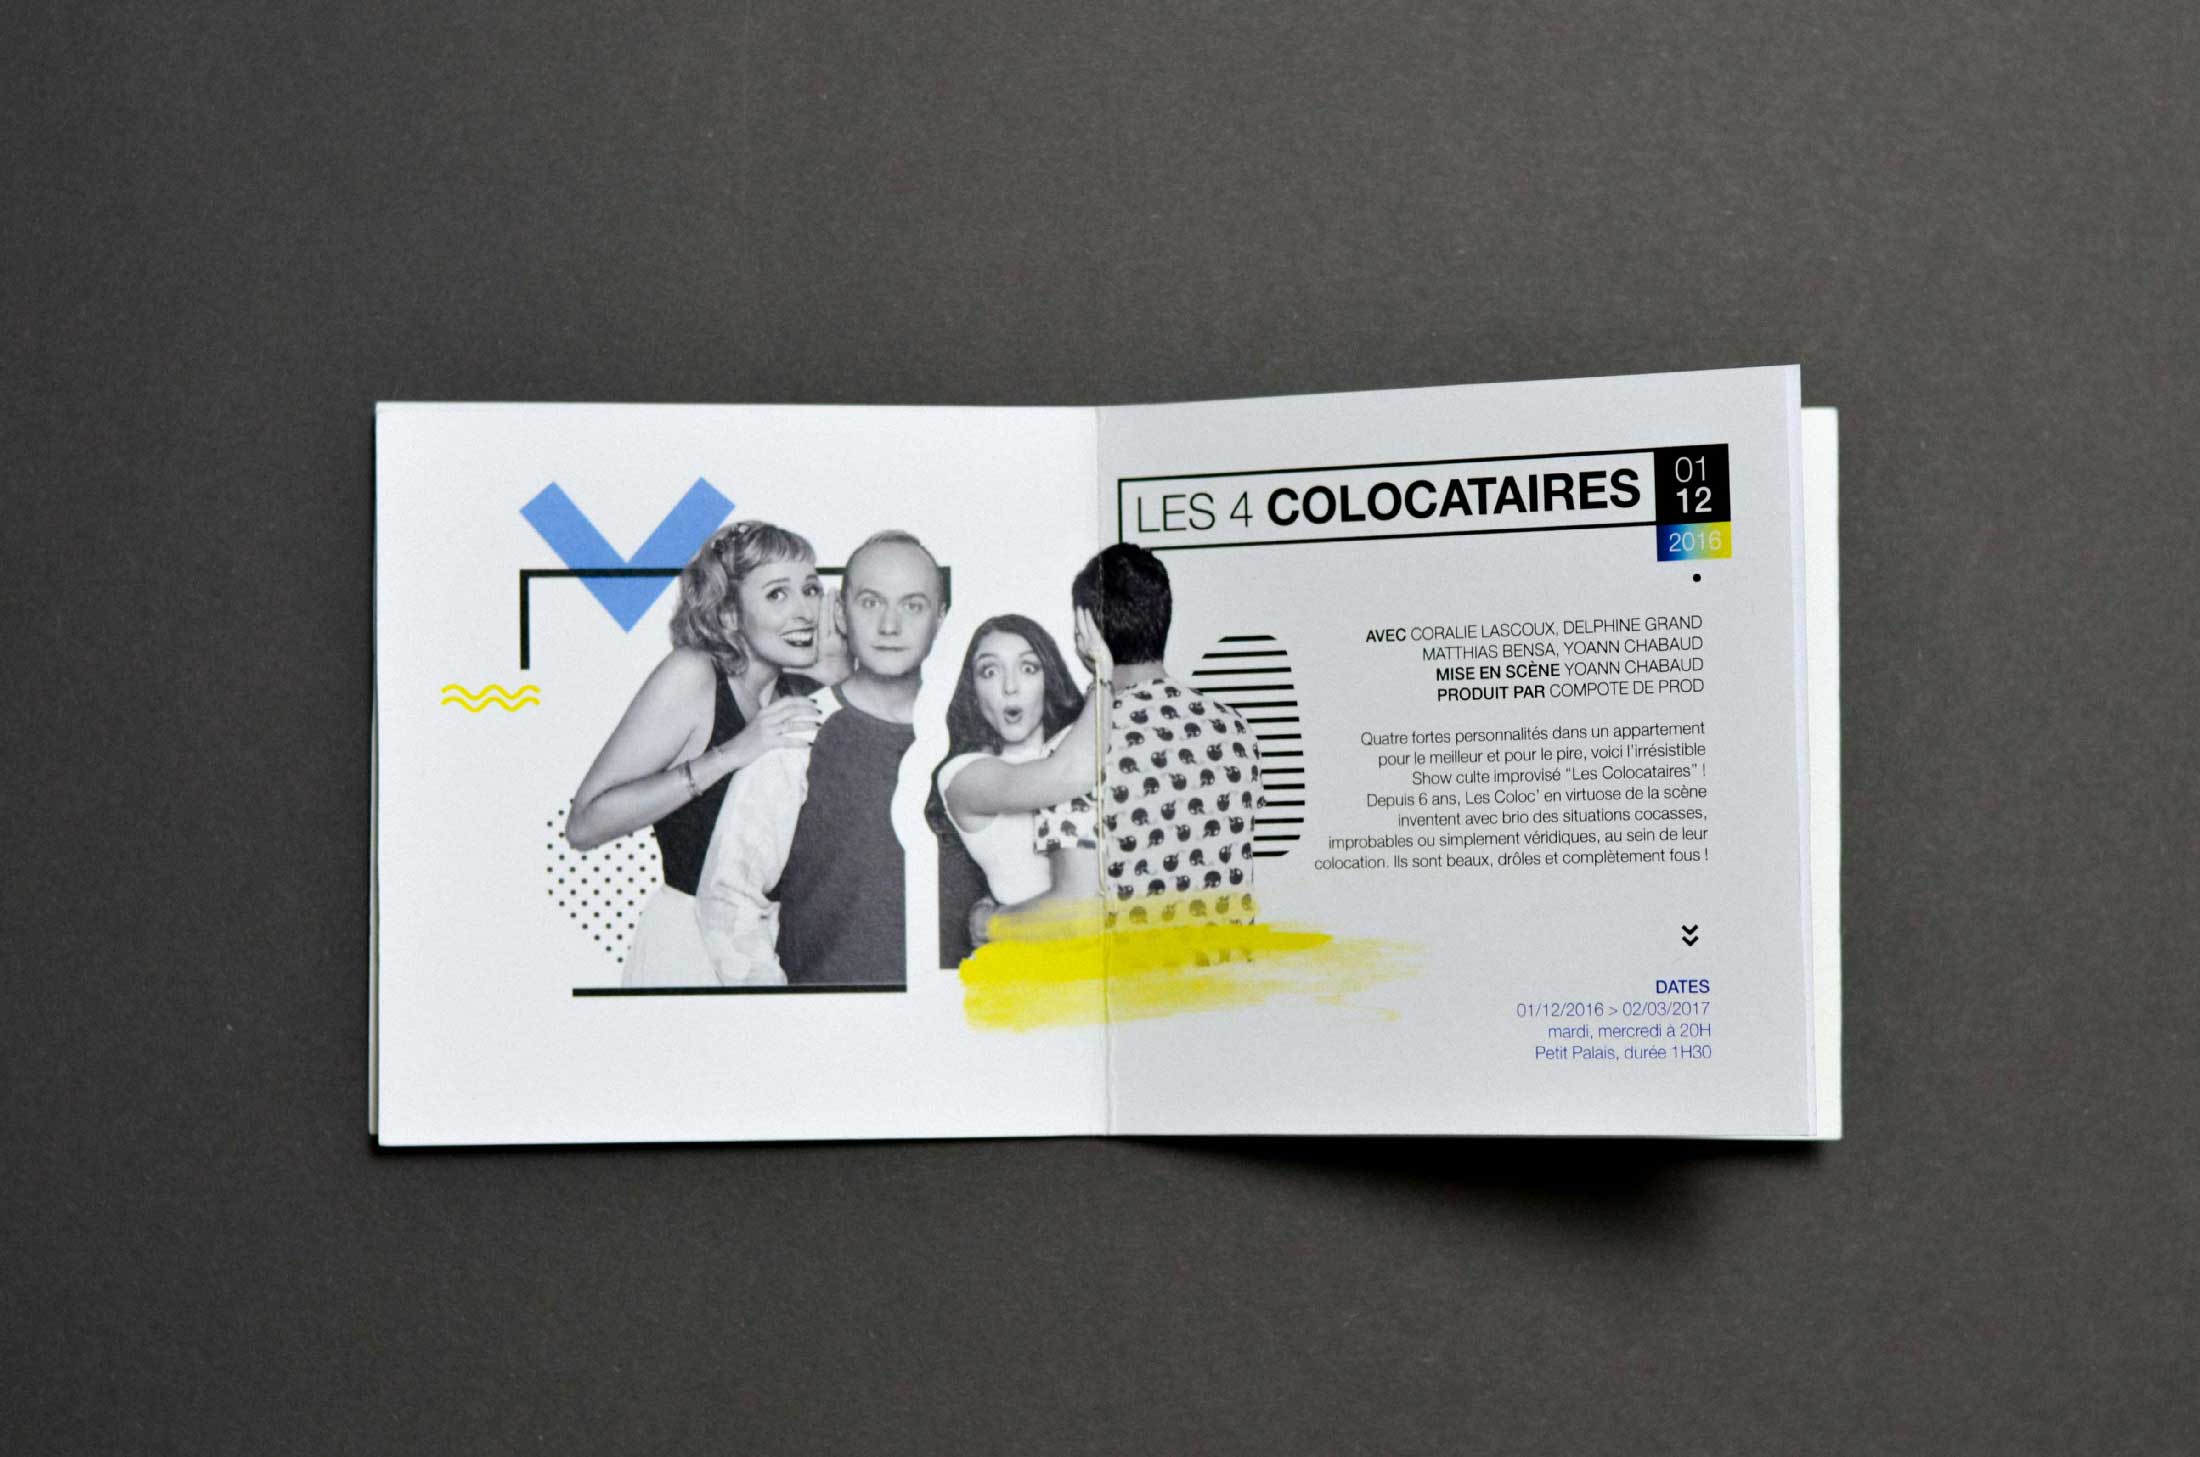 LES 4 COLOCATAIRES
01
12
2016
AVEC CORALIE LASCOUX, DELPHINE GRAND
MATTHIAS BENSA, YOANN CHABAUD
MISE EN SCÈNE YOANN CHABAUD
PRODUIT PAR COMPOTE DE PROD
Quatre fortes personnalités dans un appartement
pour le meilleur et pour le pire, voici l'irrésistible
Show culte improvisé “Les Colocataires” !
Depuis 6 ans, Les Coloc' en virtuose de la scène
inventent avec brio des situations cocasses,
improbables ou simplement véridiques, au sein de leur
colocation. Ils sont beaux, drôles et complètement fous !
DATES
01/12/2016 > 02/03/2017
mardi, mercredi à 20H
Petit Palais, durée 1H30